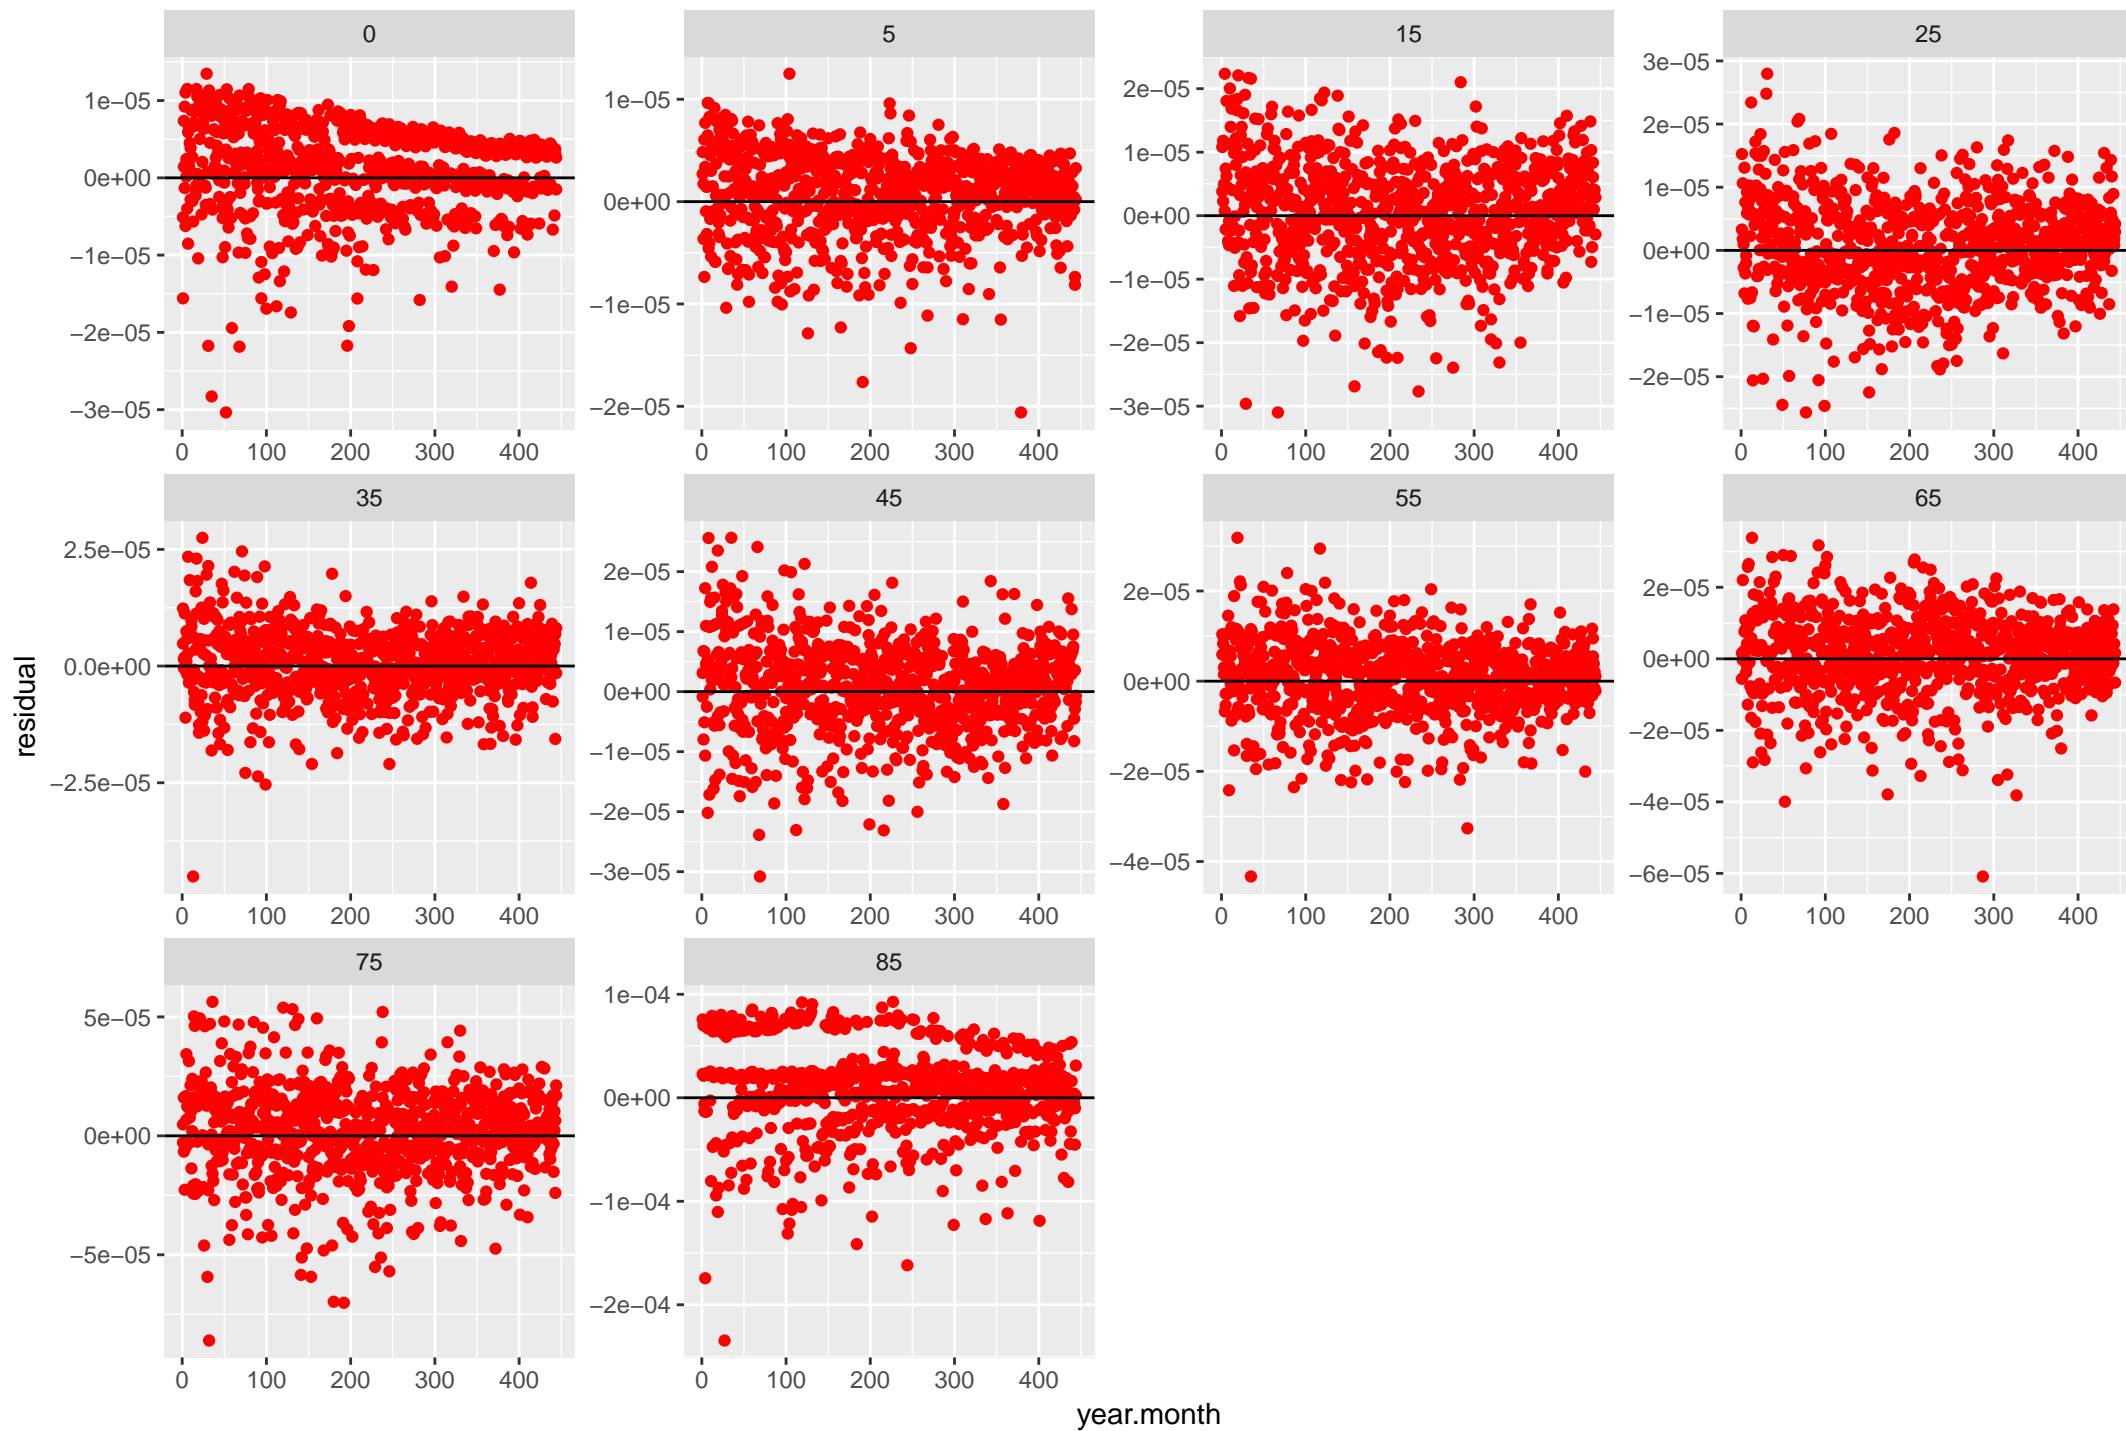 0 5 15 25
1e−05 1e−05 2e−05 3e−05
0e+00 0e+00 1e−05 2e−05
−1e−05 −1e−05 0e+00 1e−05
−2e−05 −2e−05 −1e−05 0e+00
−3e−05 −2e−05 −1e−05
−3e−05 −2e−05
0 100 200 300 400 0 100 200 300 400 0 100 200 300 400 0 100 200 300 400
35 45 55 65
2.5e−05 2e−05 2e−05 2e−05
0.0e+00 1e−05 0e+00 0e+00
−2.5e−05 0e+00 −2e−05 −2e−05
−1e−05 −4e−05 −4e−05
−2e−05 −6e−05
−3e−05
0 100 200 300 400 0 100 200 300 400 0 100 200 300 400 0 100 200 300 400
residual
75 85
5e−05 1e−04
0e+00 0e+00
−5e−05 −1e−04
−2e−04
0 100 200 300 400 0 100 200 300 400
year.month